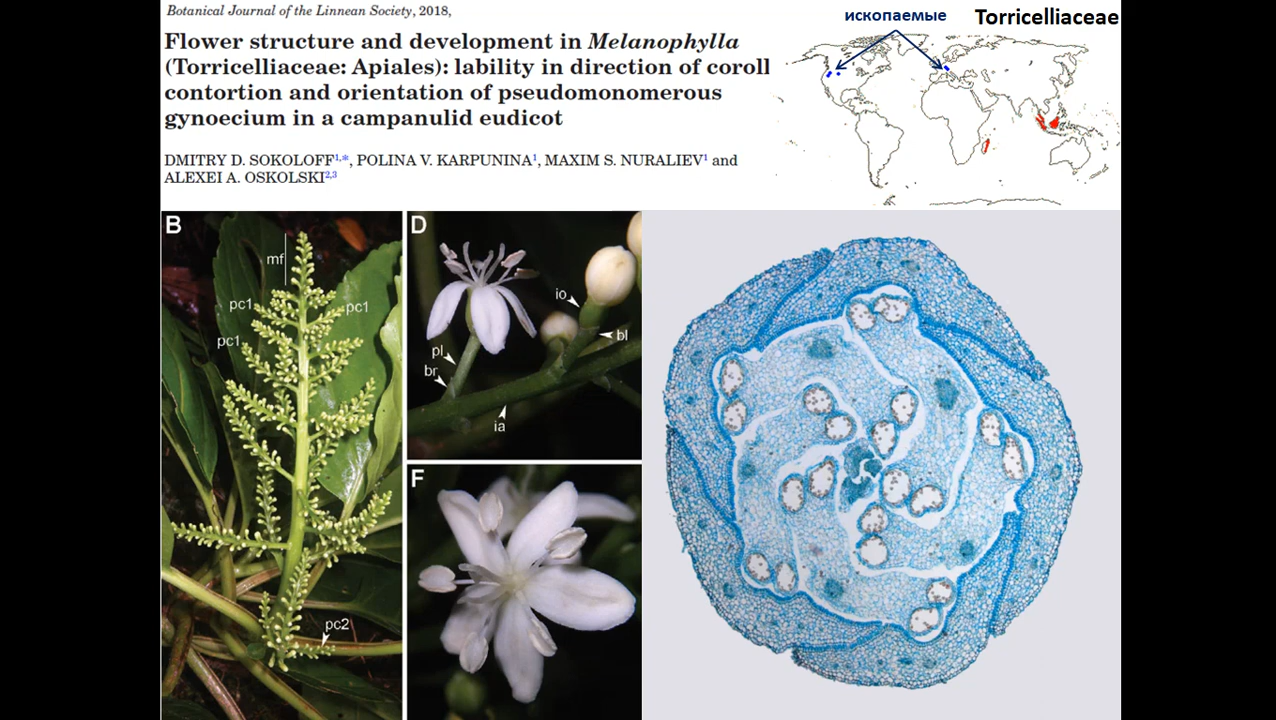 Botanical Journal of the Linnean Society, 2018,
Flower structure and development in Melanophylla
(Torricelliaceae: Apiales): lability in direction of coroll
contortion and orientation of pseudomonomerous
gynoecium in a campanulid eudicot
DMITRY D. SOKOLOFF1,*, POLINA V. KARPUNINA1, MAXIM S. NURALIEV1 and
ALEXEI A. OSKOLSKI2,3
ископаемые
Torricelliaceae
B
mf
pc1
pc1
pc1
pc2
D
io
bl
pl
br
ia
F